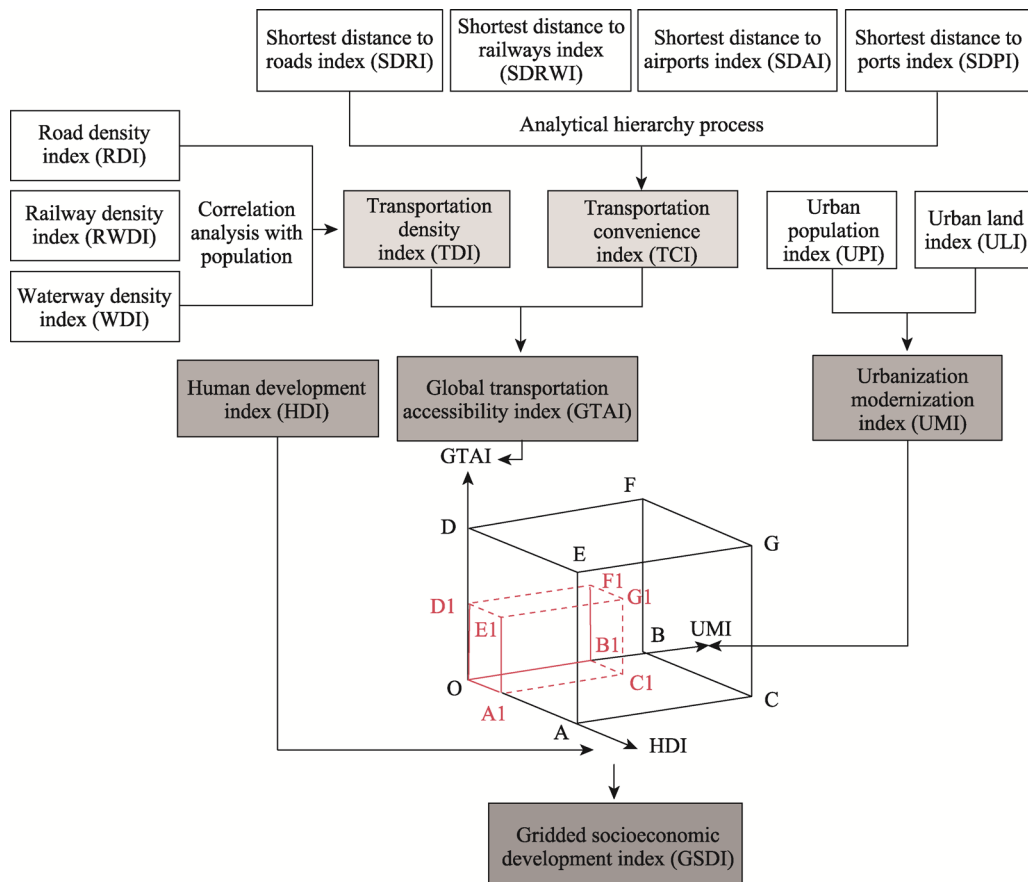 Shortest distance to
roads index (SDRI)
Shortest distance to
railways index
(SDRWI)
Shortest distance to
airports index (SDAI)
Shortest distance to
ports index (SDPI)
Analytical hierarchy process
Road density
index (RDI)
Railway density
index (RWDI)
Waterway density
index (WDI)
Correlation
analysis with
population
Transportation
density
index (TDI)
Transportation
convenience
index (TCI)
Urban
population
index (UPI)
Urban land
index (ULI)
Human development
index (HDI)
Global transportation
accessibility index (GTAI)
Urbanization
modernization
index (UMI)
GTAI
F
D
E
G
F1
D1
G1
E1
B1
B
UMI
O
C1
A1
C
A
HDI
Gridded socioeconomic
development index (GSDI)